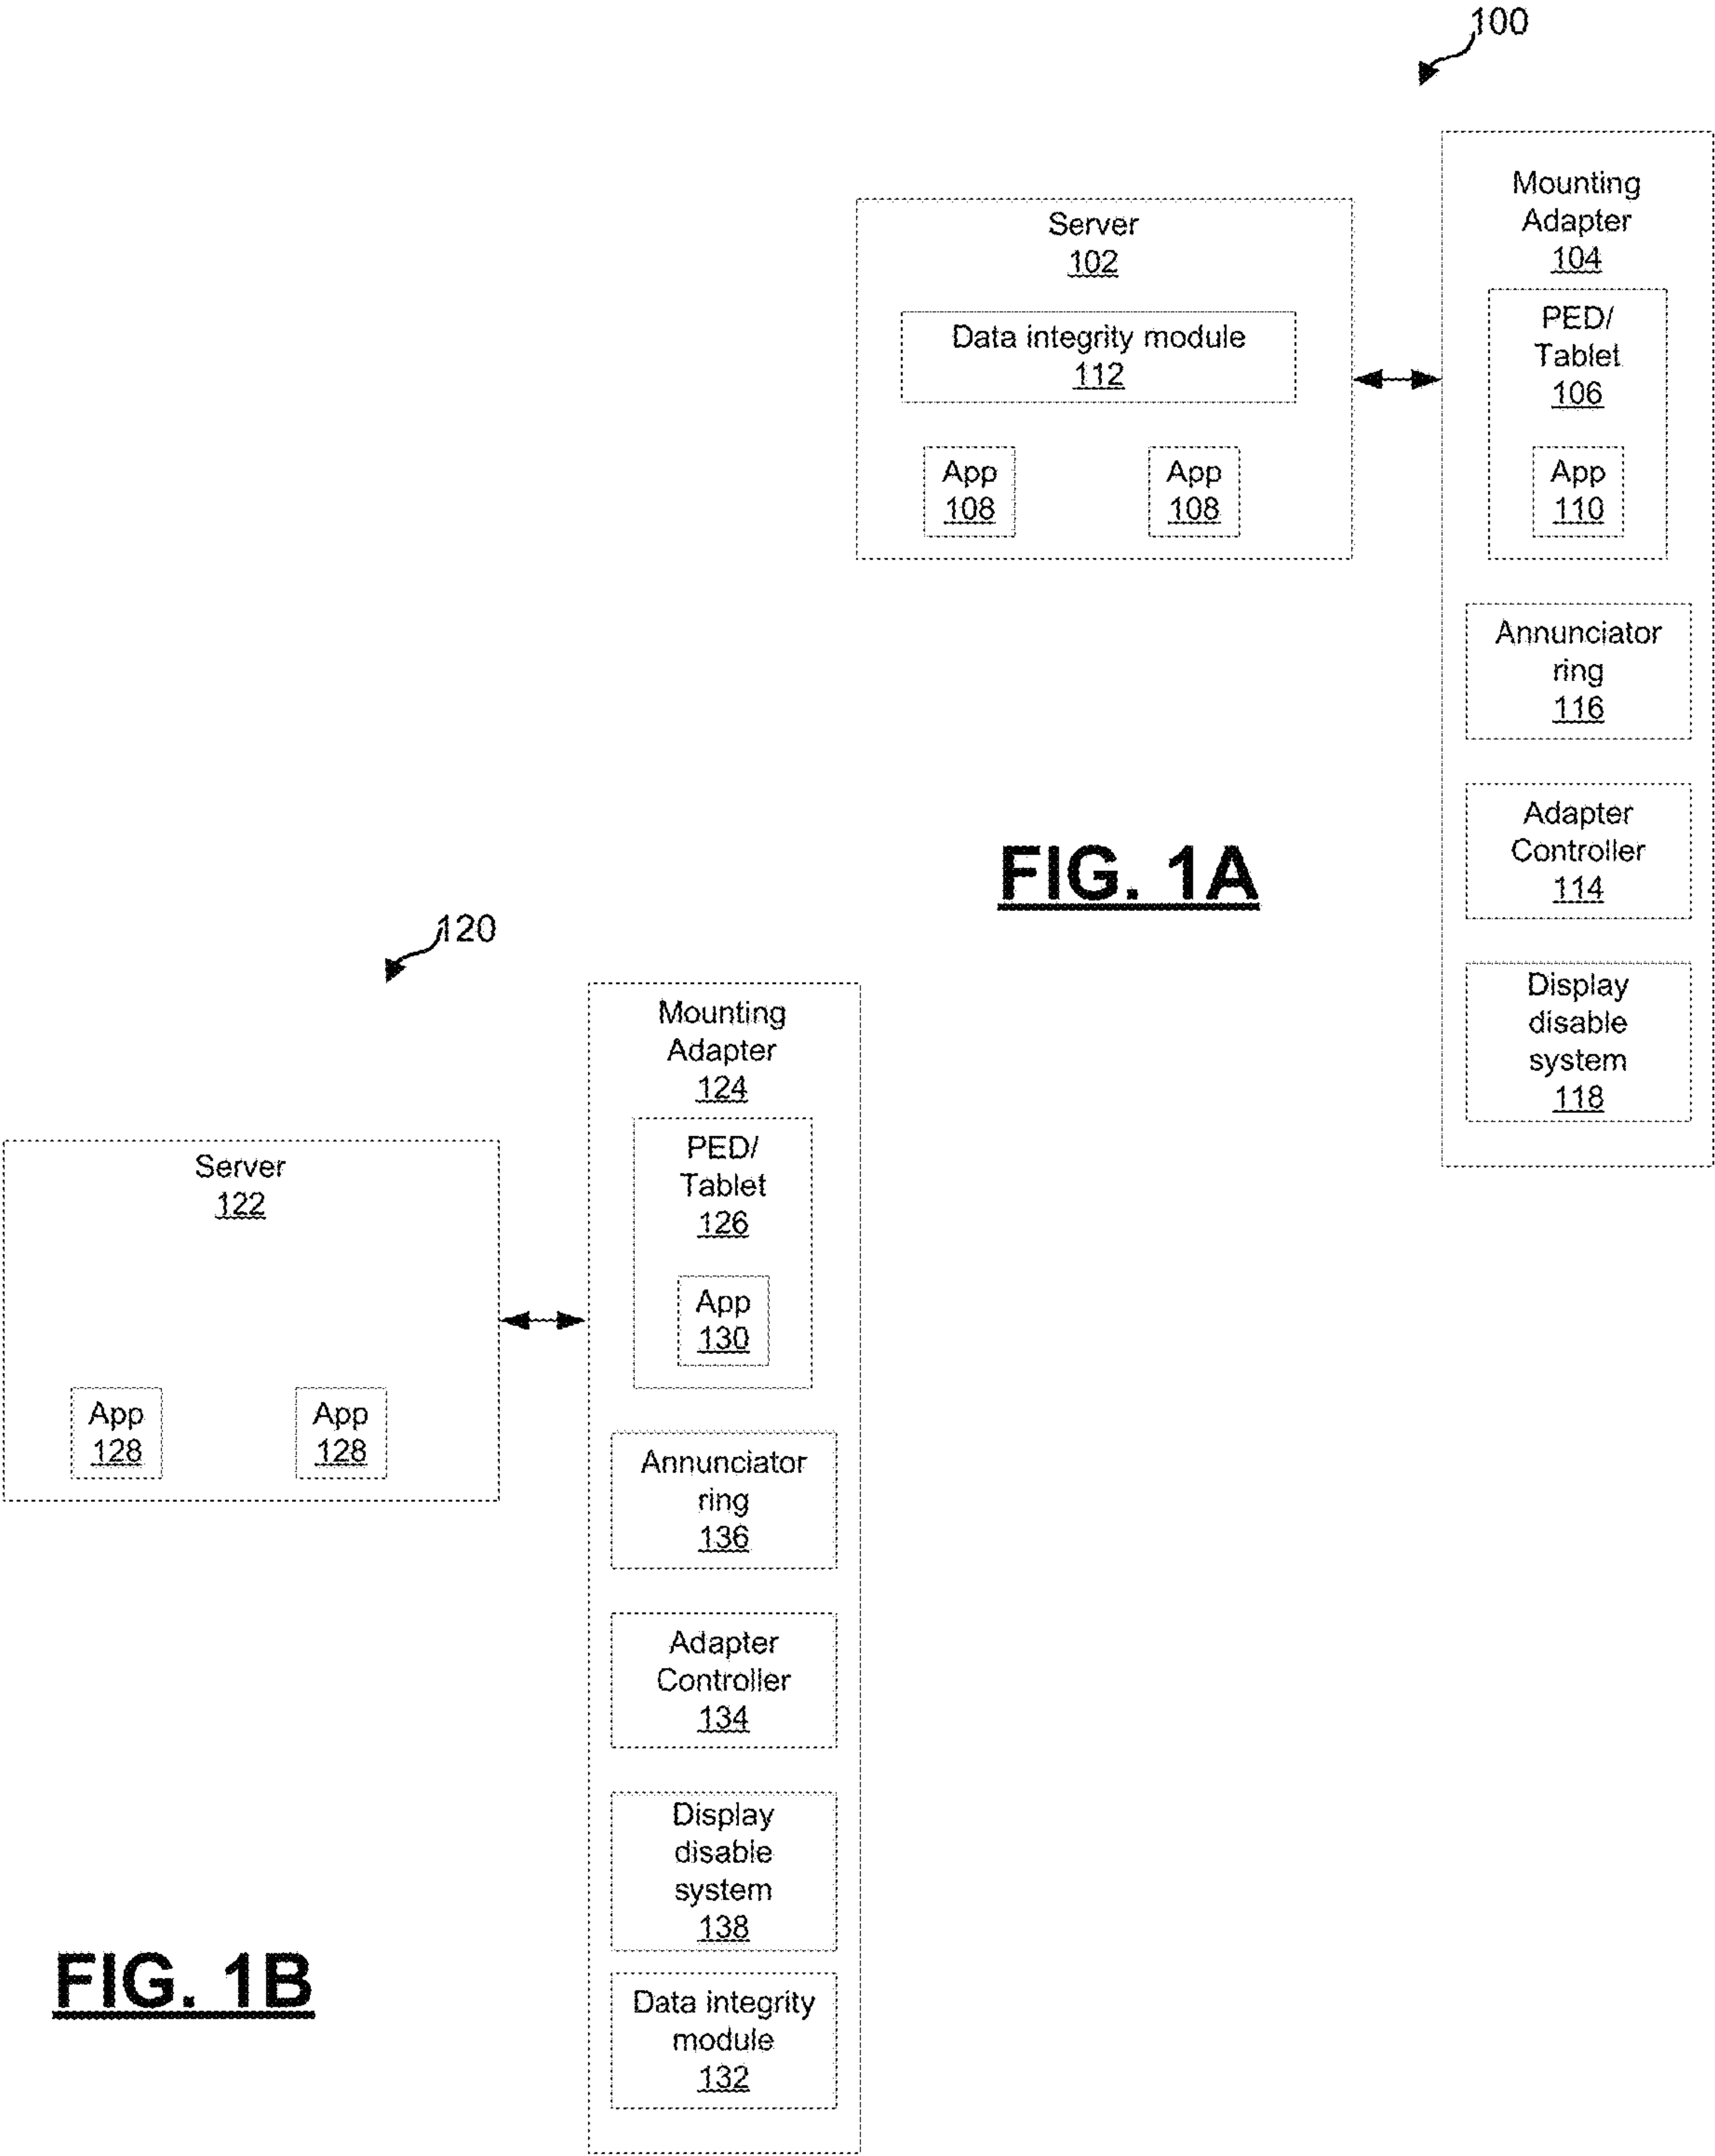 100
Server
102
Data integrity module
112
App
108
App
108
Mounting
Adapter
104
PED/
Tablet
106
App
110
Annunciator
ring
116
Adapter
Controller
114
Display
disable
system
118
FIG. 1A
120
Server
122
App
128
App
128
Mounting
Adapter
124
PED/
Tablet
126
App
130
Annunciator
ring
136
Adapter
Controller
134
Display
disable
system
138
Data integrity
module
132
FIG. 1B